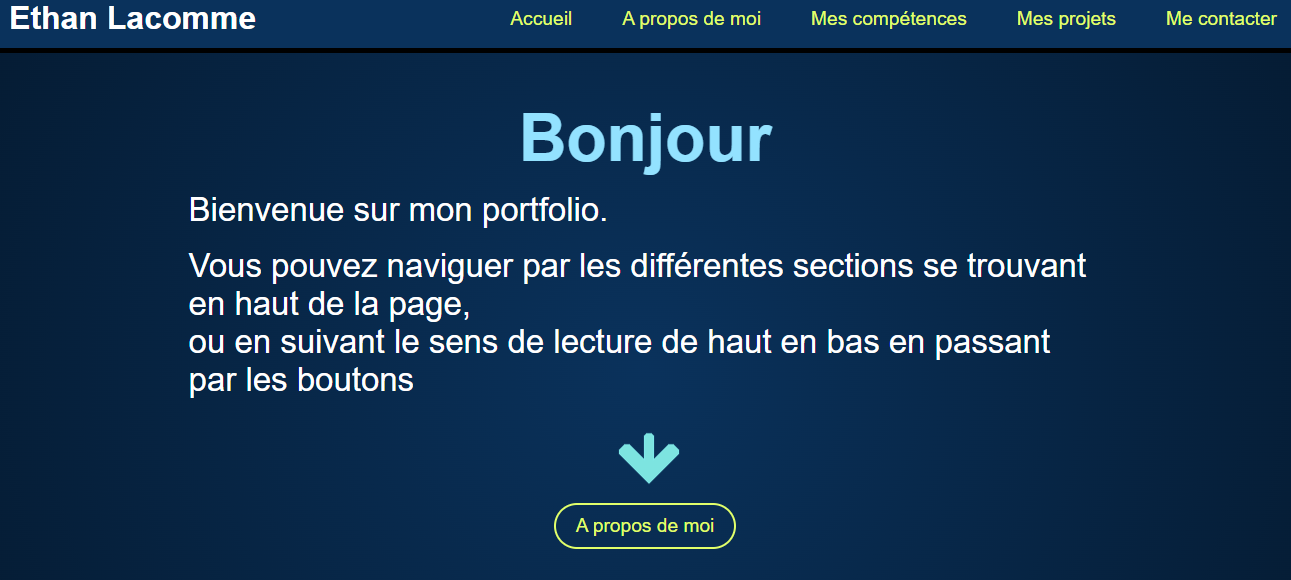 Ethan Lacomme
Accueil
A propos de moi
Mes compétences
Mes projets
Me contacter
Bonjour
Bienvenue sur mon portfolio.
Vous pouvez naviguer par les différentes sections se trouvant
en haut de la page,
ou en suivant le sens de lecture de haut en bas en passant
par les boutons
A propos de moi